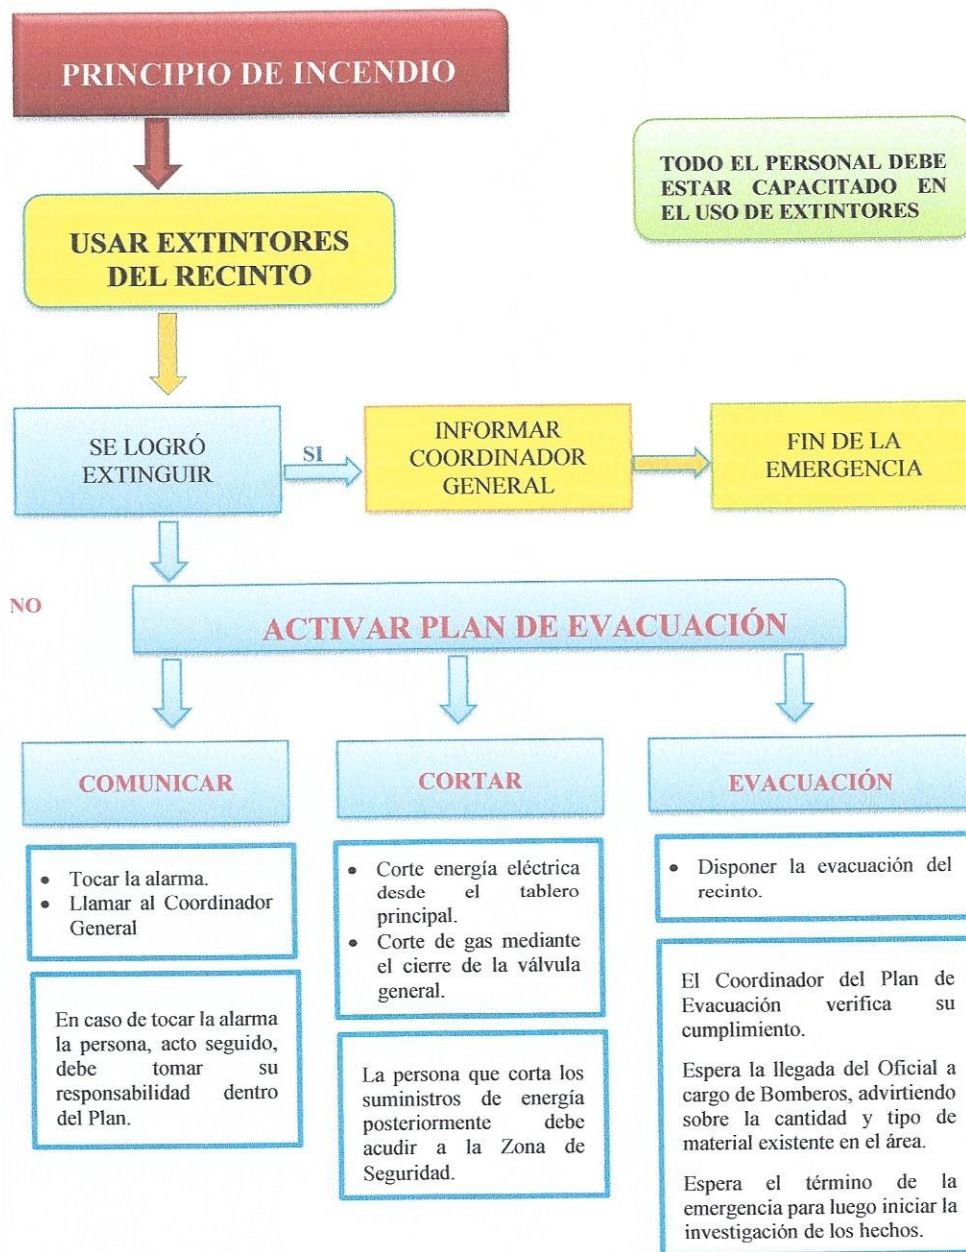 PRINCIPIO DE INCENDIO
TODO EL PERSONAL DEBE
ESTAR CAPACITADO EN
EL USO DE EXTINTORES
USAR EXTINTORES
DEL RECINTO
SE LOGRÓ
EXTINGUIR
SI
INFORMAR
COORDINADOR
GENERAL
FIN DE LA
EMERGENCIA
NO
ACTIVAR PLAN DE EVACUACIÓN
COMUNICAR
• Tocar la alarma.
• Llamar al Coordinador
General
En caso de tocar la alarma
la persona, acto seguido,
debe tomar su
responsabilidad dentro
del Plan.
CORTAR
• Corte energía eléctrica
desde el tablero
principal.
• Corte de gas mediante
el cierre de la válvula
general.
La persona que corta los
suministros de energía
posteriormente debe
acudir a la Zona de
Seguridad.
EVACUACIÓN
• Disponer la evacuación del
recinto.
El Coordinador del Plan de
Evacuación verifica su
cumplimiento.
Espera la llegada del Oficial a
cargo de Bomberos, advirtiendo
sobre la cantidad y tipo de
material existente en el área.
Espera el término de la
emergencia para luego iniciar la
investigación de los hechos.